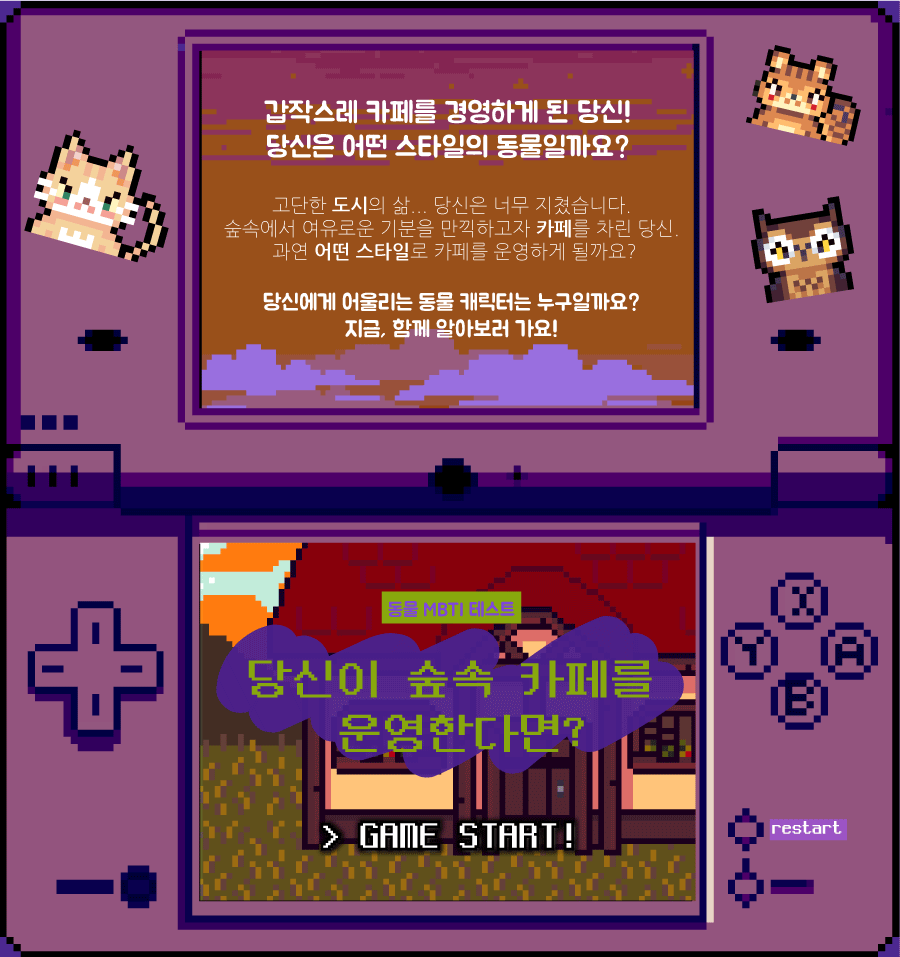 갑작스레 카페를 경영하게 된 당신!
당신은 어떤 스타일의 동물일까요?
고단한 도시의 삶... 당신은 너무 지쳤습니다.
숲속에서 여유로운 기분을 만끽하고자 카페를 차린 당신.
과연 어떤 스타일로 카페를 운영하게 될까요?
당신에게 어울리는 동물 캐릭터는 누구일까요?
지금, 함께 알아보러 가요!
동물 MBTI 테스트
당신이 숲속 카페를
운영한다면?
> GAME START!
X
Y
A
B
restart